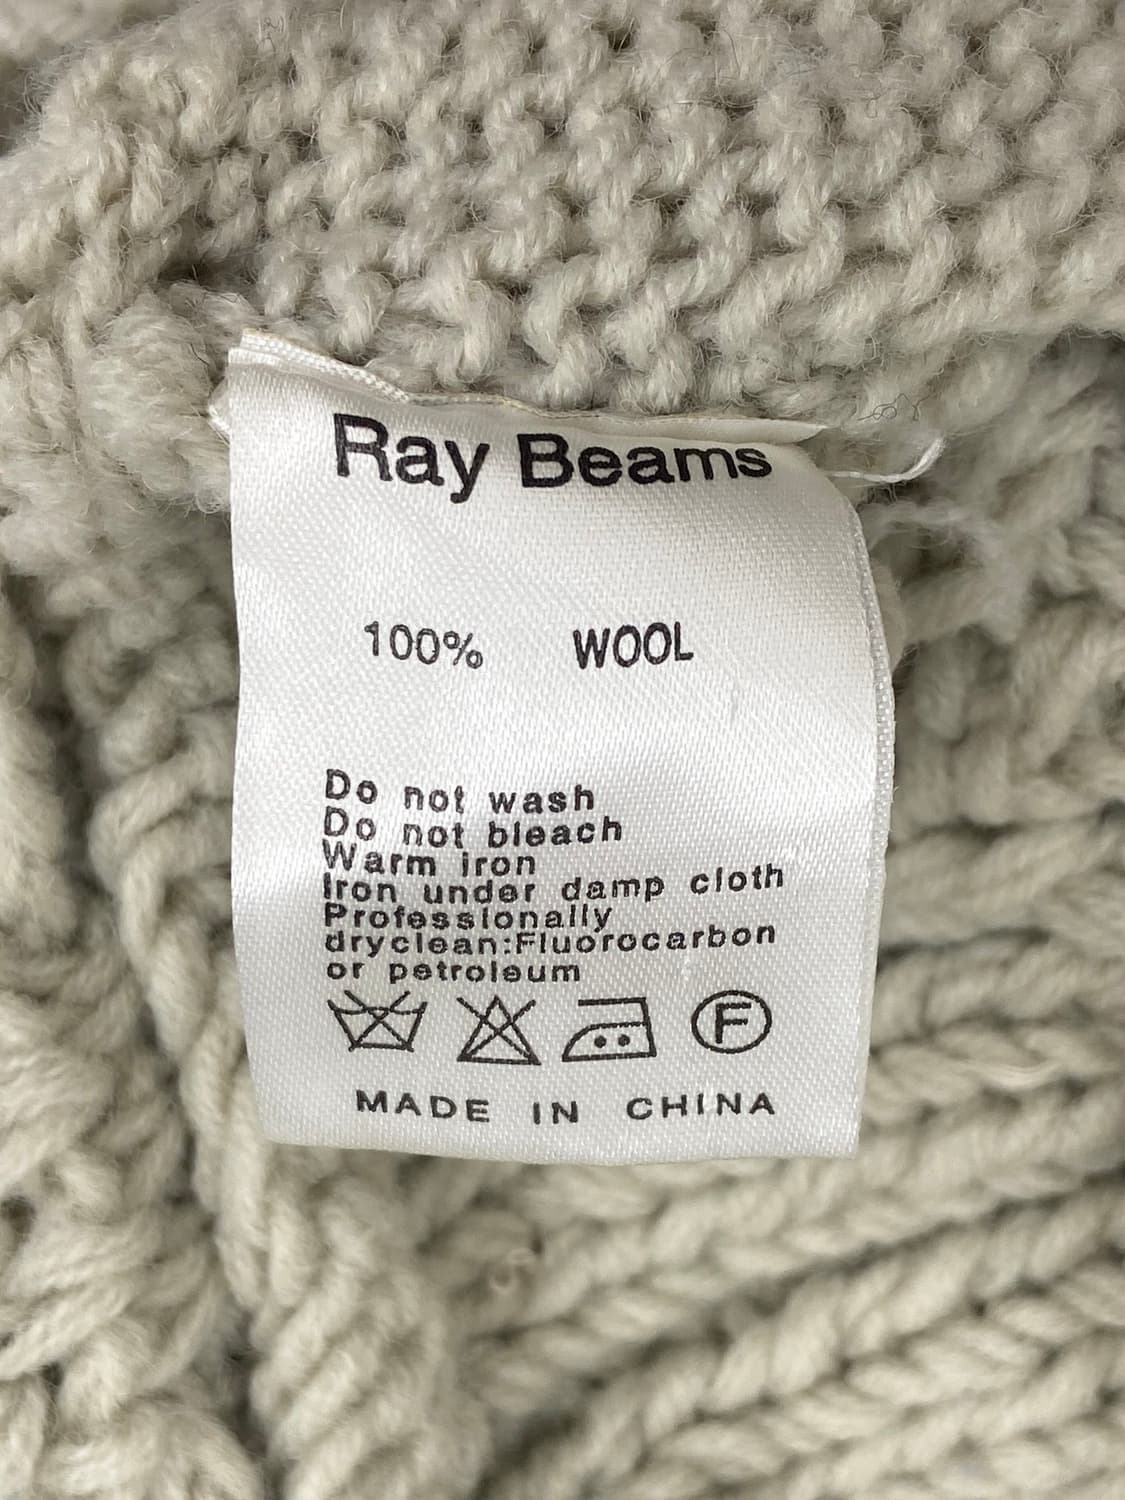 Ray Beams
100% WOOL
Do not wash
Do not bleach
Warm iron
Iron under damp cloth
Professionally
dryclean:Fluorocarbon
or petroleum
F
MADE IN CHINA